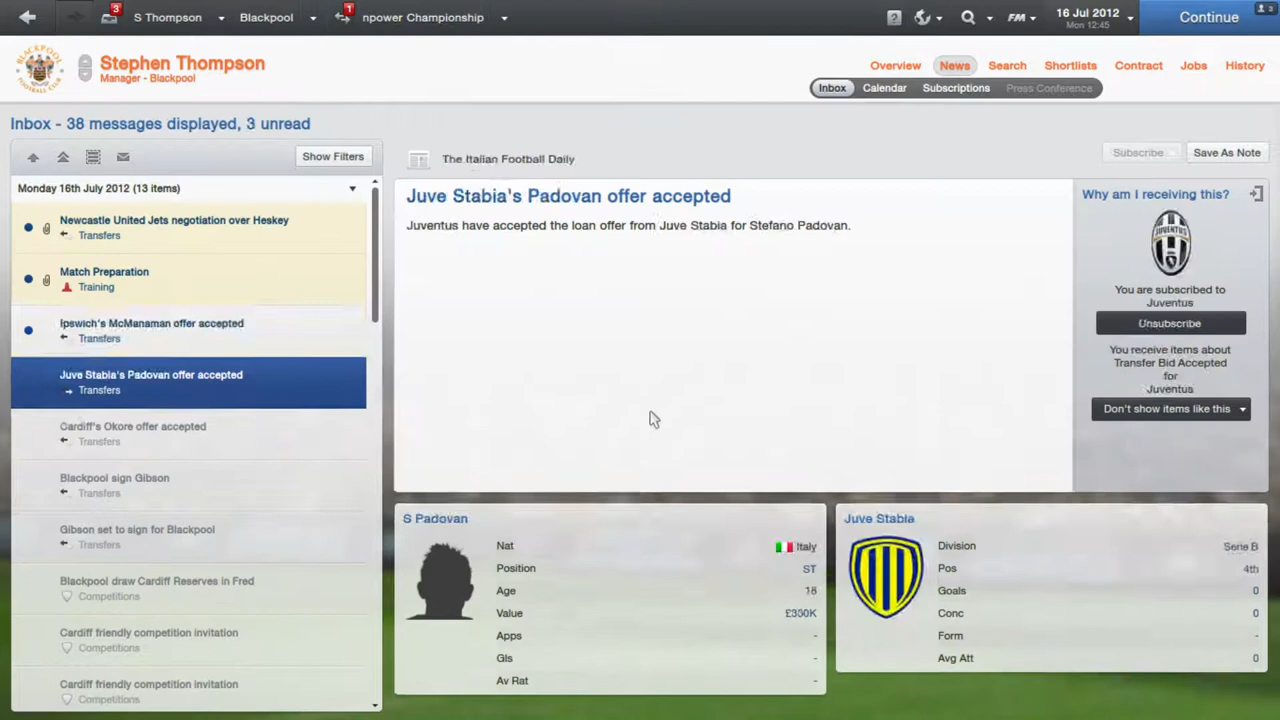 3
S Thompson
Blackpool
1
npower Championship
?
FM
16 Jul 2012
Mon 12:45
Continue
3
BLACKPOOL
FOOTBALL CLUB
Stephen Thompson
Manager - Blackpool
Overview
News
Search
Shortlists
Contract
Jobs
History
Inbox
Calendar
Subscriptions
Press Conference
Inbox - 38 messages displayed, 3 unread
Show Filters
The Italian Football Daily
Subscribe
Save As Note
Monday 16th July 2012 (13 items)
Newcastle United Jets negotiation over Heskey
Transfers
Match Preparation
Training
Ipswich's McManaman offer accepted
Transfers
Juve Stabia's Padovan offer accepted
Transfers
Cardiff's Okore offer accepted
Transfers
Blackpool sign Gibson
Transfers
Gibson set to sign for Blackpool
Transfers
Blackpool draw Cardiff Reserves in Fred
Competitions
Cardiff friendly competition invitation
Competitions
Cardiff friendly competition invitation
Competitions
Juve Stabia's Padovan offer accepted
Juventus have accepted the loan offer from Juve Stabia for Stefano Padovan.
Why am I receiving this?
JUVENTUS
You are subscribed to
Juventus
Unsubscribe
You receive items about
Transfer Bid Accepted
for
Juventus
Don't show items like this
S Padovan
Nat Italy
Position ST
Age 18
Value £300K
Apps -
Gls -
Av Rat -
Juve Stabia
Division Serie B
Pos 4th
Goals 0
Conc 0
Form -
Avg Att 0